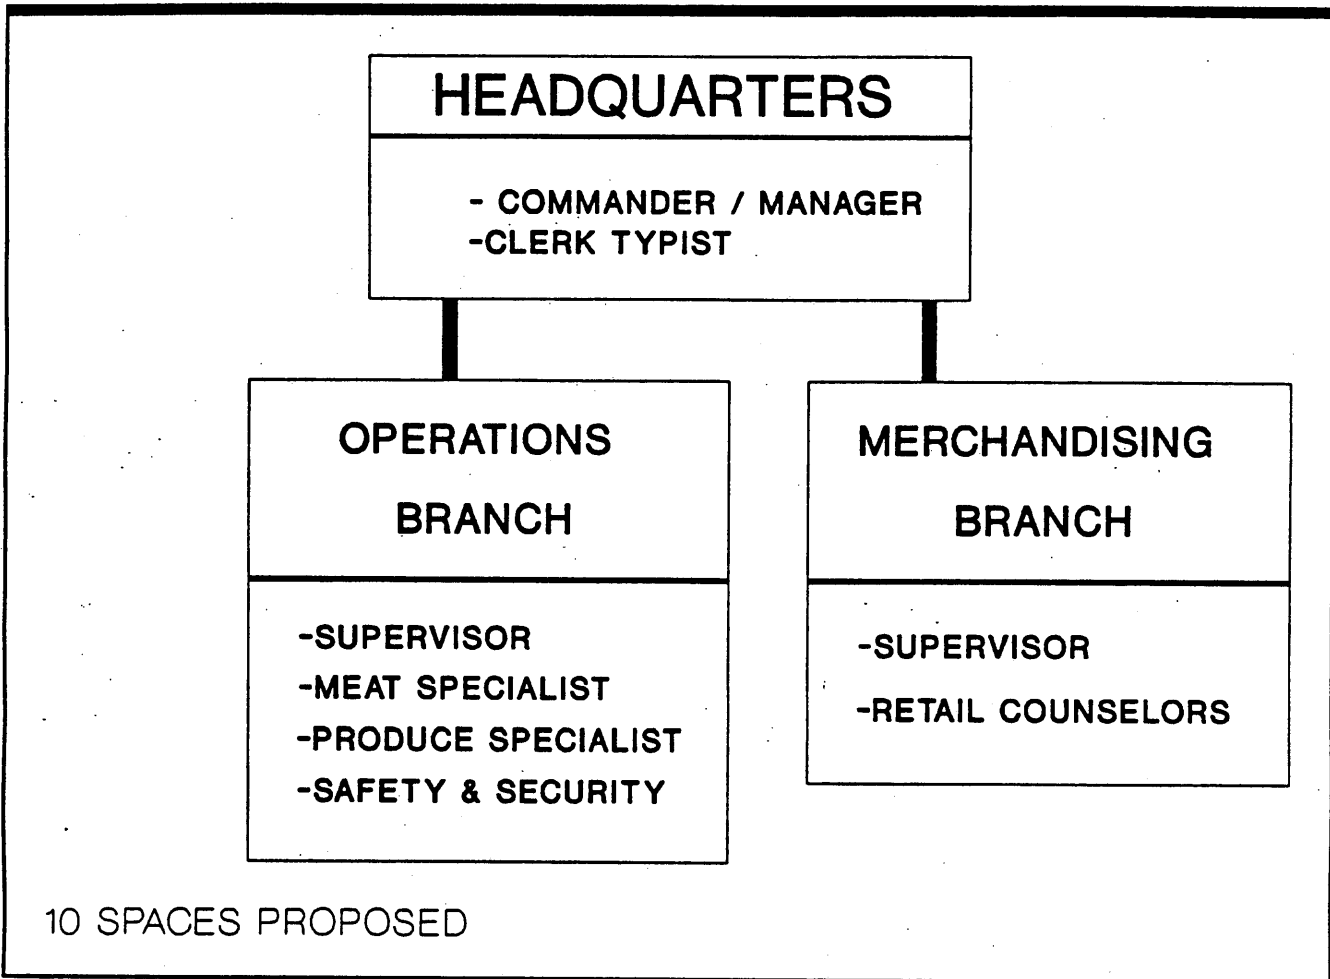 HEADQUARTERS
- COMMANDER / MANAGER
-CLERK TYPIST
OPERATIONS
BRANCH
-SUPERVISOR
-MEAT SPECIALIST
-PRODUCE SPECIALIST
-SAFETY & SECURITY
MERCHANDISING
BRANCH
-SUPERVISOR
-RETAIL COUNSELORS
10 SPACES PROPOSED